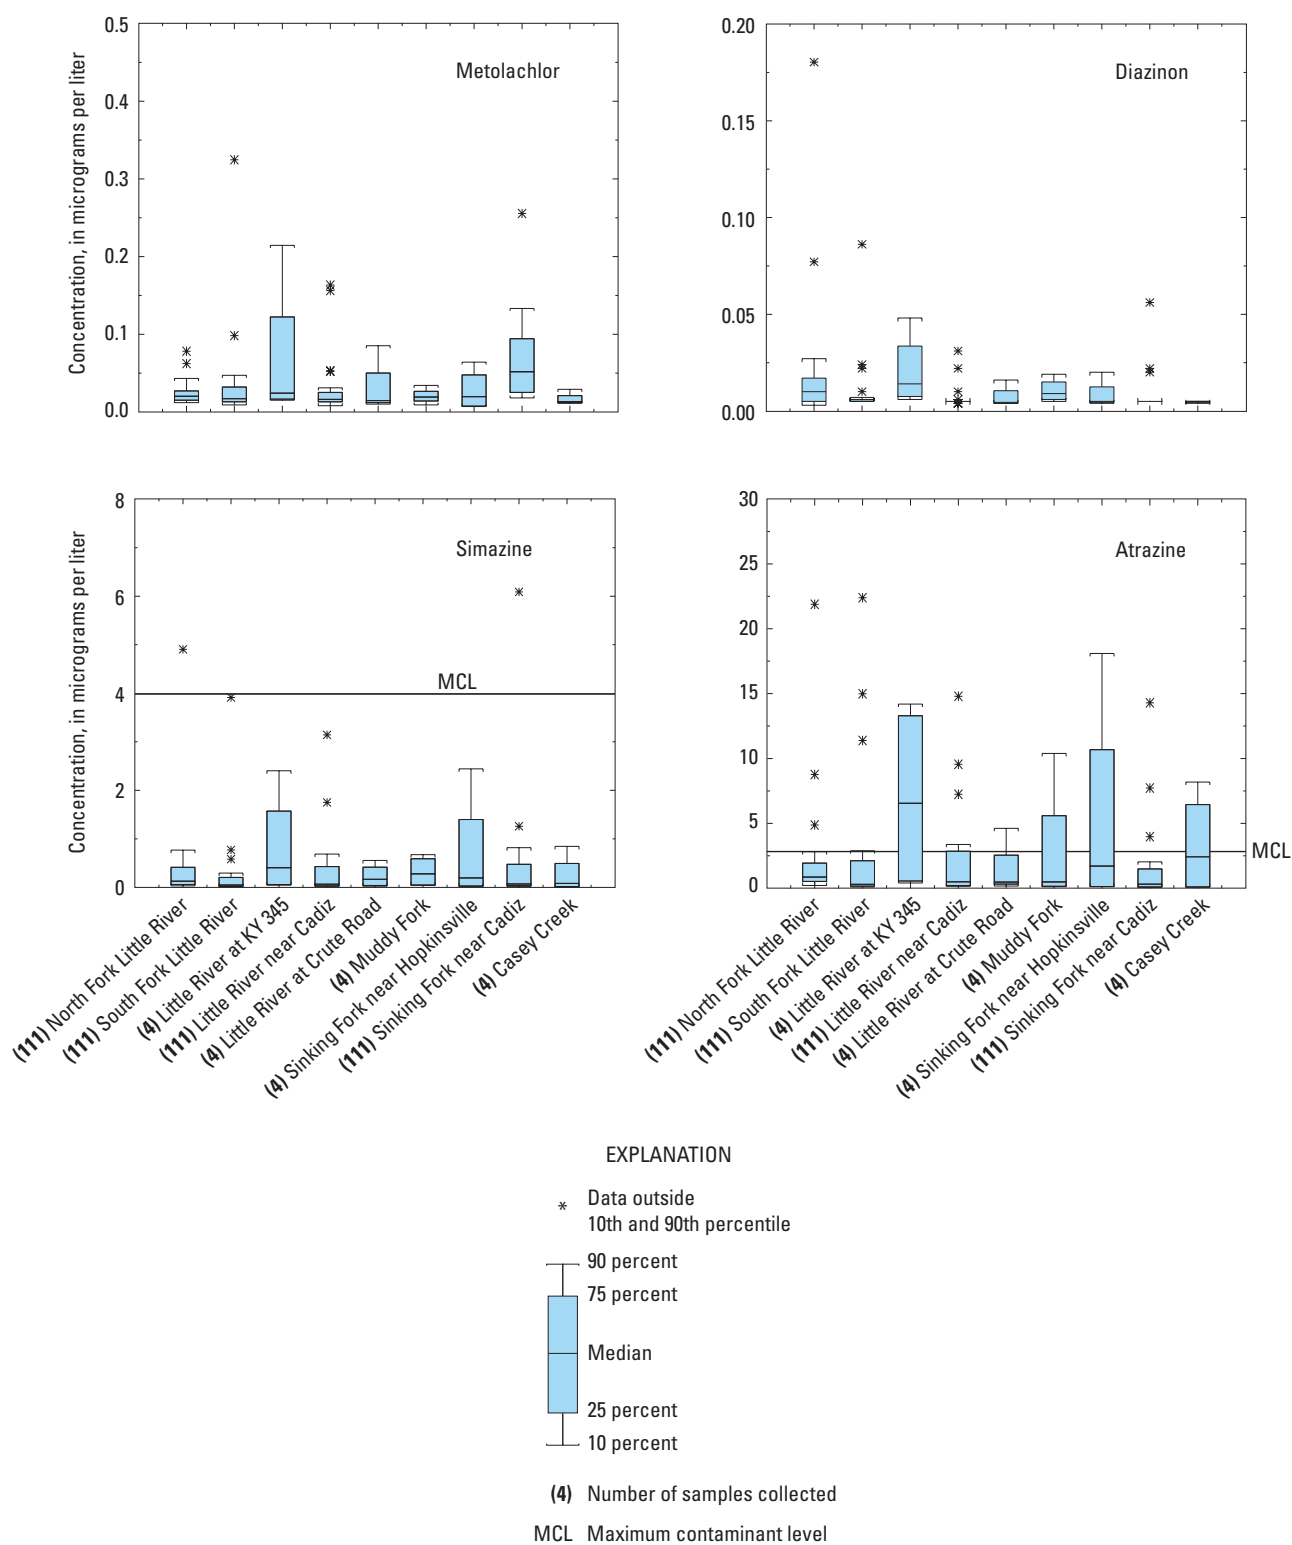 Concentration, in micrograms per liter
0.5
0.4
0.3
0.2
0.1
0.0
Metolachlor
0.20
0.15
0.10
0.05
0.00
Diazinon
Concentration, in micrograms per liter
8
6
4
2
0
Simazine
MCL
30
25
20
15
10
5
0
Atrazine
MCL
(111) North Fork Little River
(111) South Fork Little River
(4) Little River at KY 345
(111) Little River near Cadiz
(4) Little River at Crute Road
(4) Muddy Fork
(4) Sinking Fork near Hopkinsville
(111) Sinking Fork near Cadiz
(4) Casey Creek
(111) North Fork Little River
(111) South Fork Little River
(4) Little River at KY 345
(111) Little River near Cadiz
(4) Little River at Crute Road
(4) Muddy Fork
(4) Sinking Fork near Hopkinsville
(111) Sinking Fork near Cadiz
(4) Casey Creek
EXPLANATION
* Data outside
10th and 90th percentile
90 percent
75 percent
Median
25 percent
10 percent
(4) Number of samples collected
MCL Maximum contaminant level